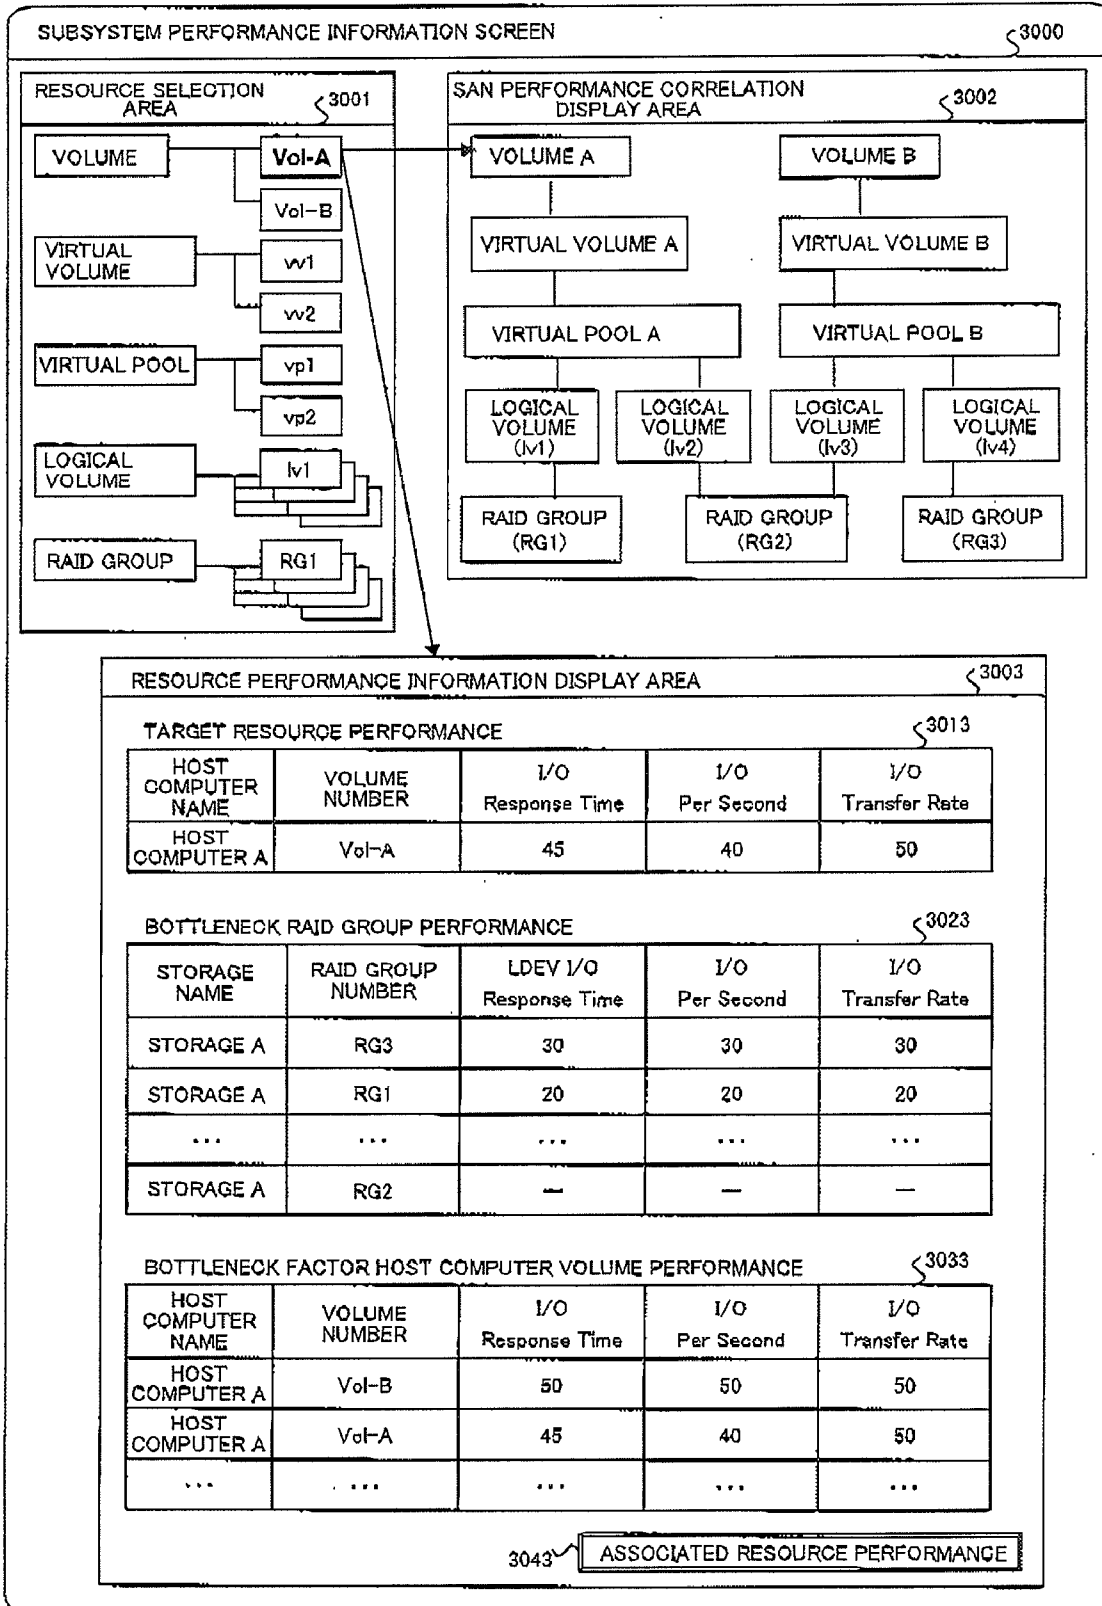 SUBSYSTEM PERFORMANCE INFORMATION SCREEN
3000
RESOURCE SELECTION
AREA
3001
VOLUME
Vol-A
Vol-B
VIRTUAL
VOLUME
vv1
vv2
VIRTUAL POOL
vp1
vp2
LOGICAL
VOLUME
lv1
RAID GROUP
RG1
SAN PERFORMANCE CORRELATION
DISPLAY AREA
3002
VOLUME A
VOLUME B
VIRTUAL VOLUME A
VIRTUAL VOLUME B
VIRTUAL POOL A
VIRTUAL POOL B
LOGICAL
VOLUME
(lv1)
LOGICAL
VOLUME
(lv2)
LOGICAL
VOLUME
(lv3)
LOGICAL
VOLUME
(lv4)
RAID GROUP
(RG1)
RAID GROUP
(RG2)
RAID GROUP
(RG3)
RESOURCE PERFORMANCE INFORMATION DISPLAY AREA
3003
TARGET RESOURCE PERFORMANCE
3013
HOST
COMPUTER
NAME
VOLUME
NUMBER
I/O
Response Time
I/O
Per Second
I/O
Transfer Rate
HOST
COMPUTER A
Vol-A
45
40
50
BOTTLENECK RAID GROUP PERFORMANCE
3023
STORAGE
NAME
RAID GROUP
NUMBER
LDEV I/O
Response Time
I/O
Per Second
I/O
Transfer Rate
STORAGE A
RG3
30
30
30
STORAGE A
RG1
20
20
20
...
...
...
...
...
STORAGE A
RG2
—
—
—
BOTTLENECK FACTOR HOST COMPUTER VOLUME PERFORMANCE
3033
HOST
COMPUTER
NAME
VOLUME
NUMBER
I/O
Response Time
I/O
Per Second
I/O
Transfer Rate
HOST
COMPUTER A
Vol-B
50
50
50
HOST
COMPUTER A
Vol-A
45
40
50
...
...
...
...
...
3043
ASSOCIATED RESOURCE PERFORMANCE